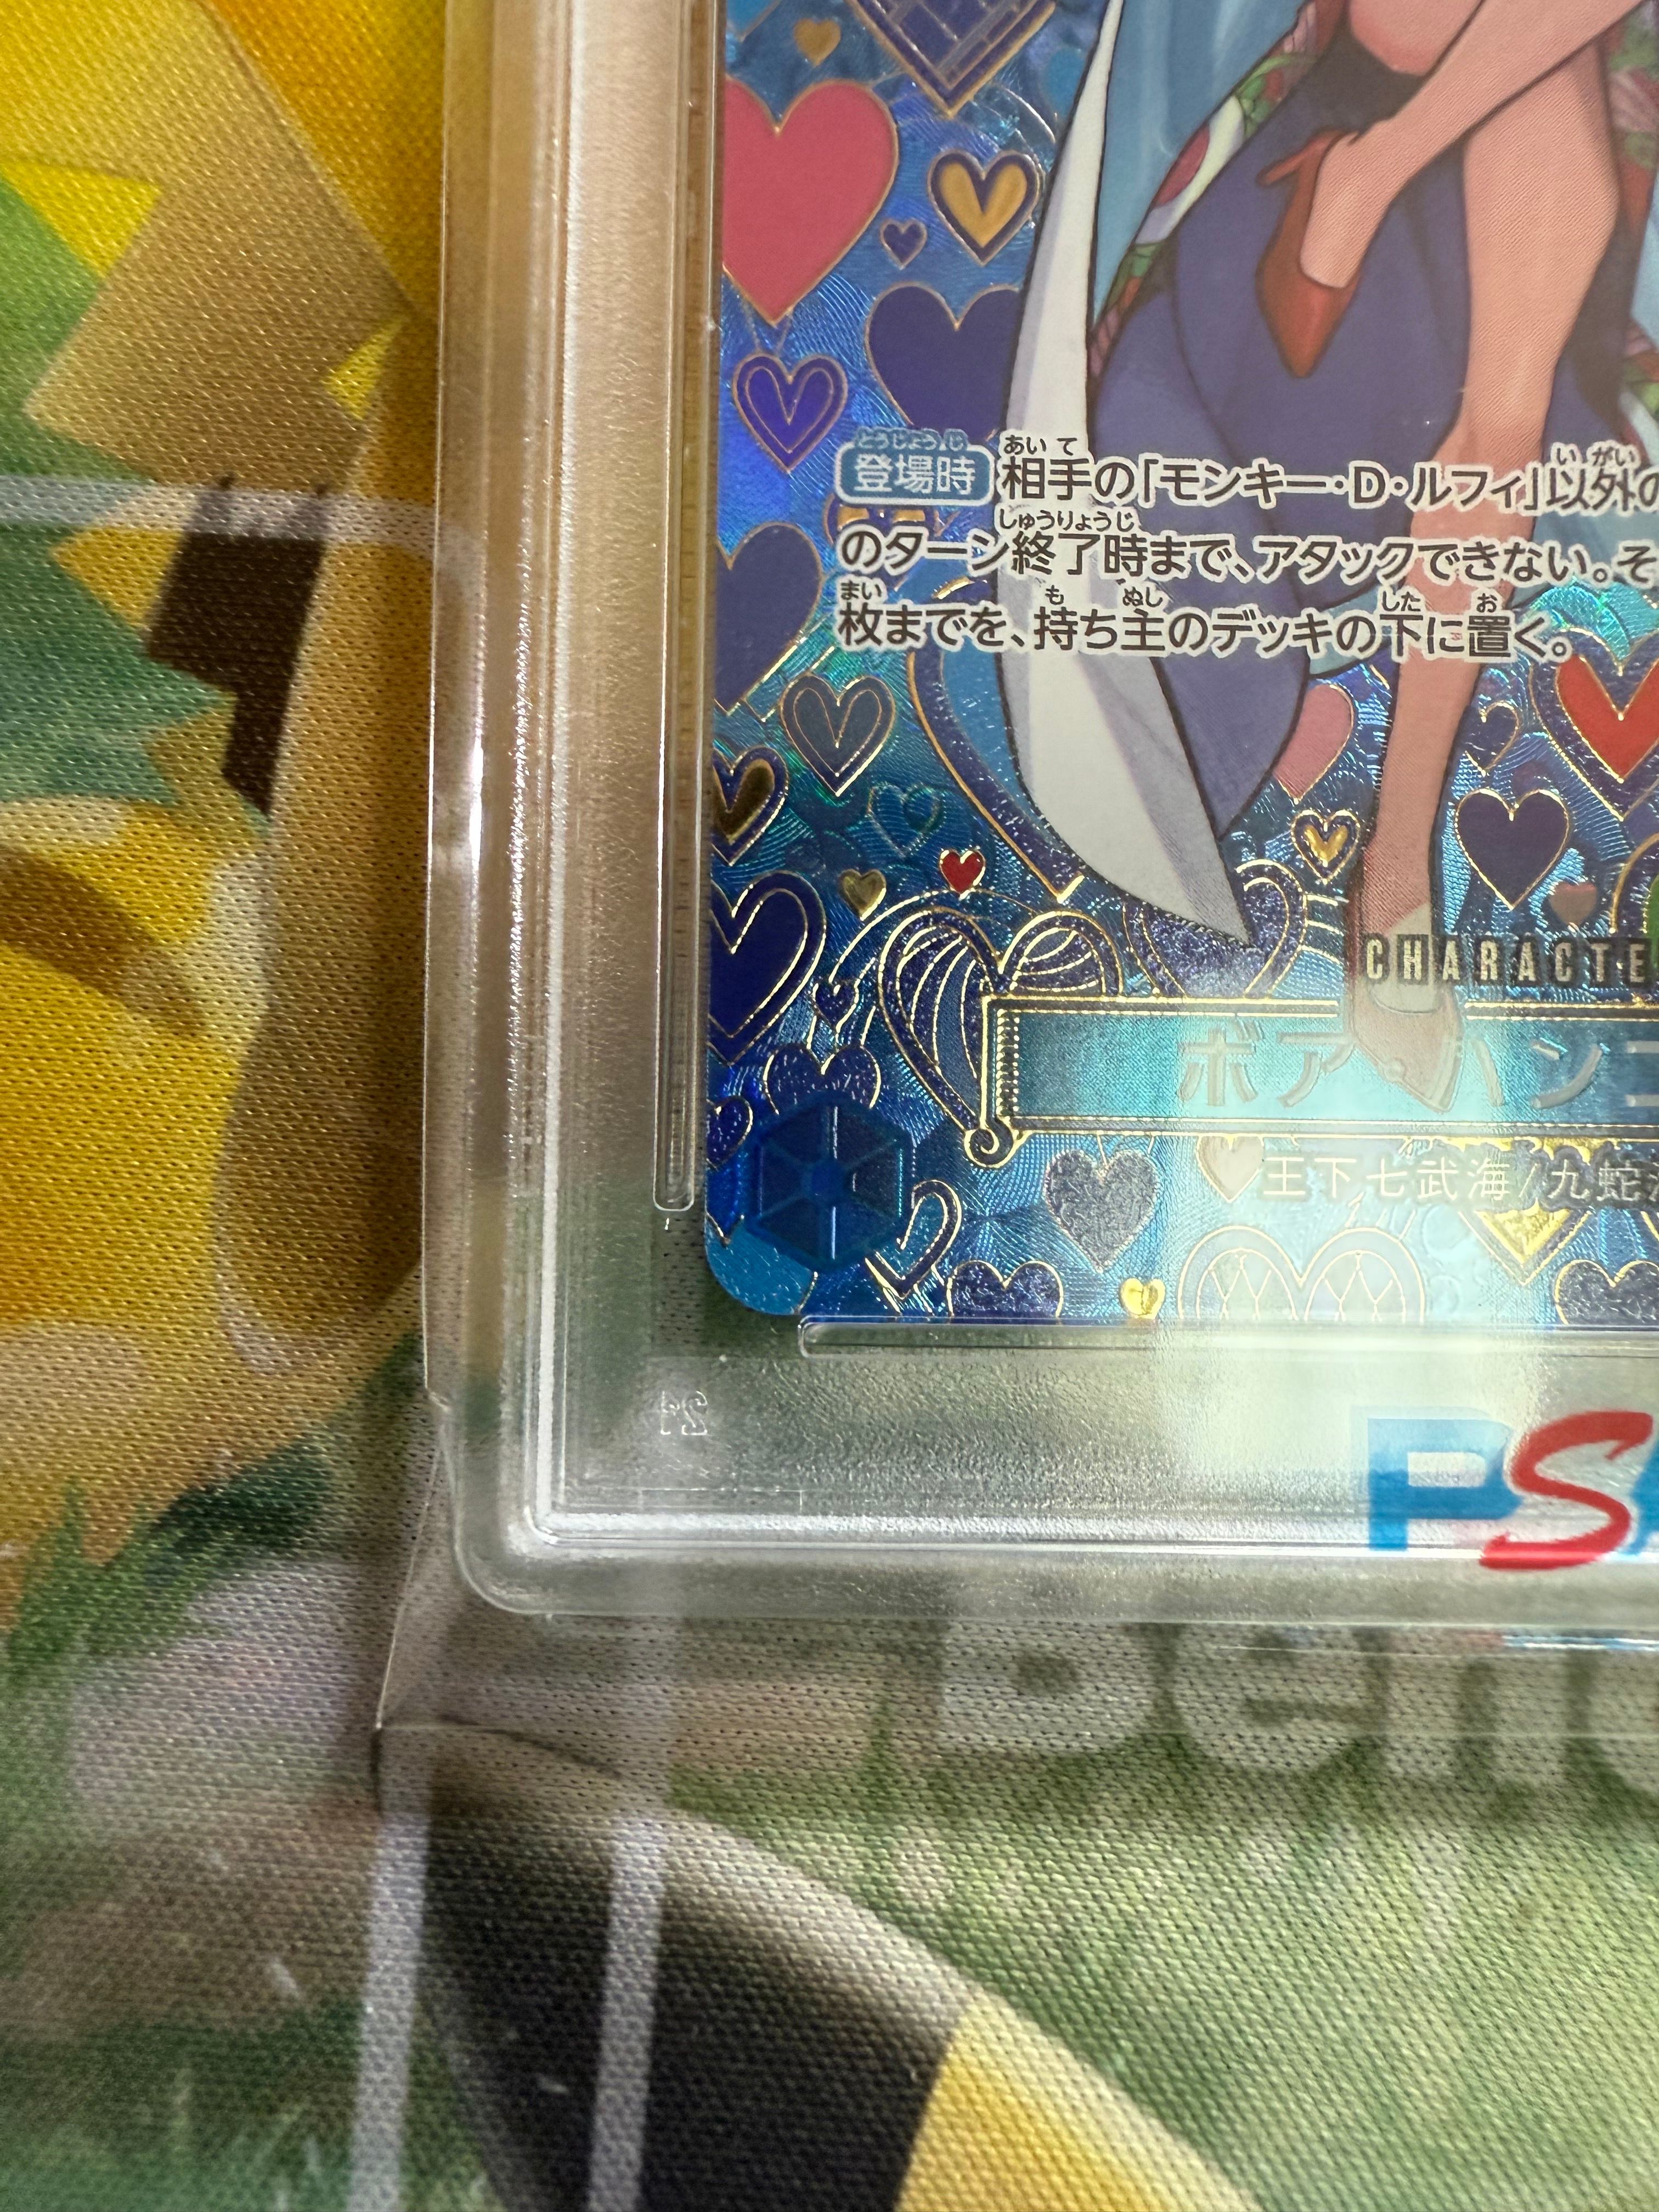 登場時 相手の「モンキー・D・ルフィ」以外の
のターン終了時まで、アタックできない。そ
枚までを、持ち主のデッキの下に置く。
CHARACTE
ボア・ハンコ
王下七武海/九蛇
21
PSA